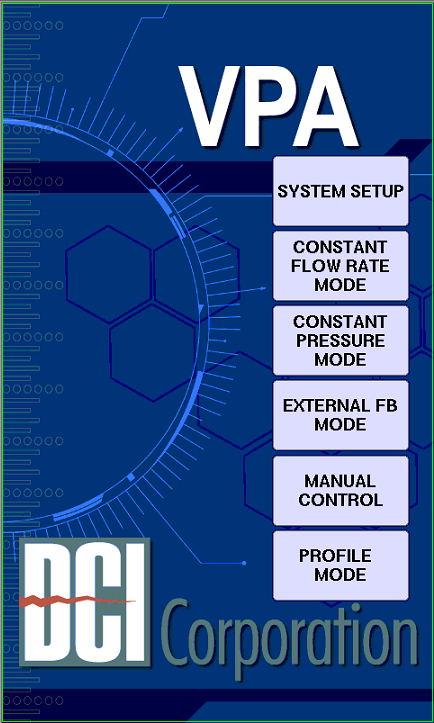 VPA
SYSTEM SETUP
CONSTANT
FLOW RATE
MODE
CONSTANT
PRESSURE
MODE
EXTERNAL FB
MODE
MANUAL
CONTROL
PROFILE
MODE
DCI
Corporation